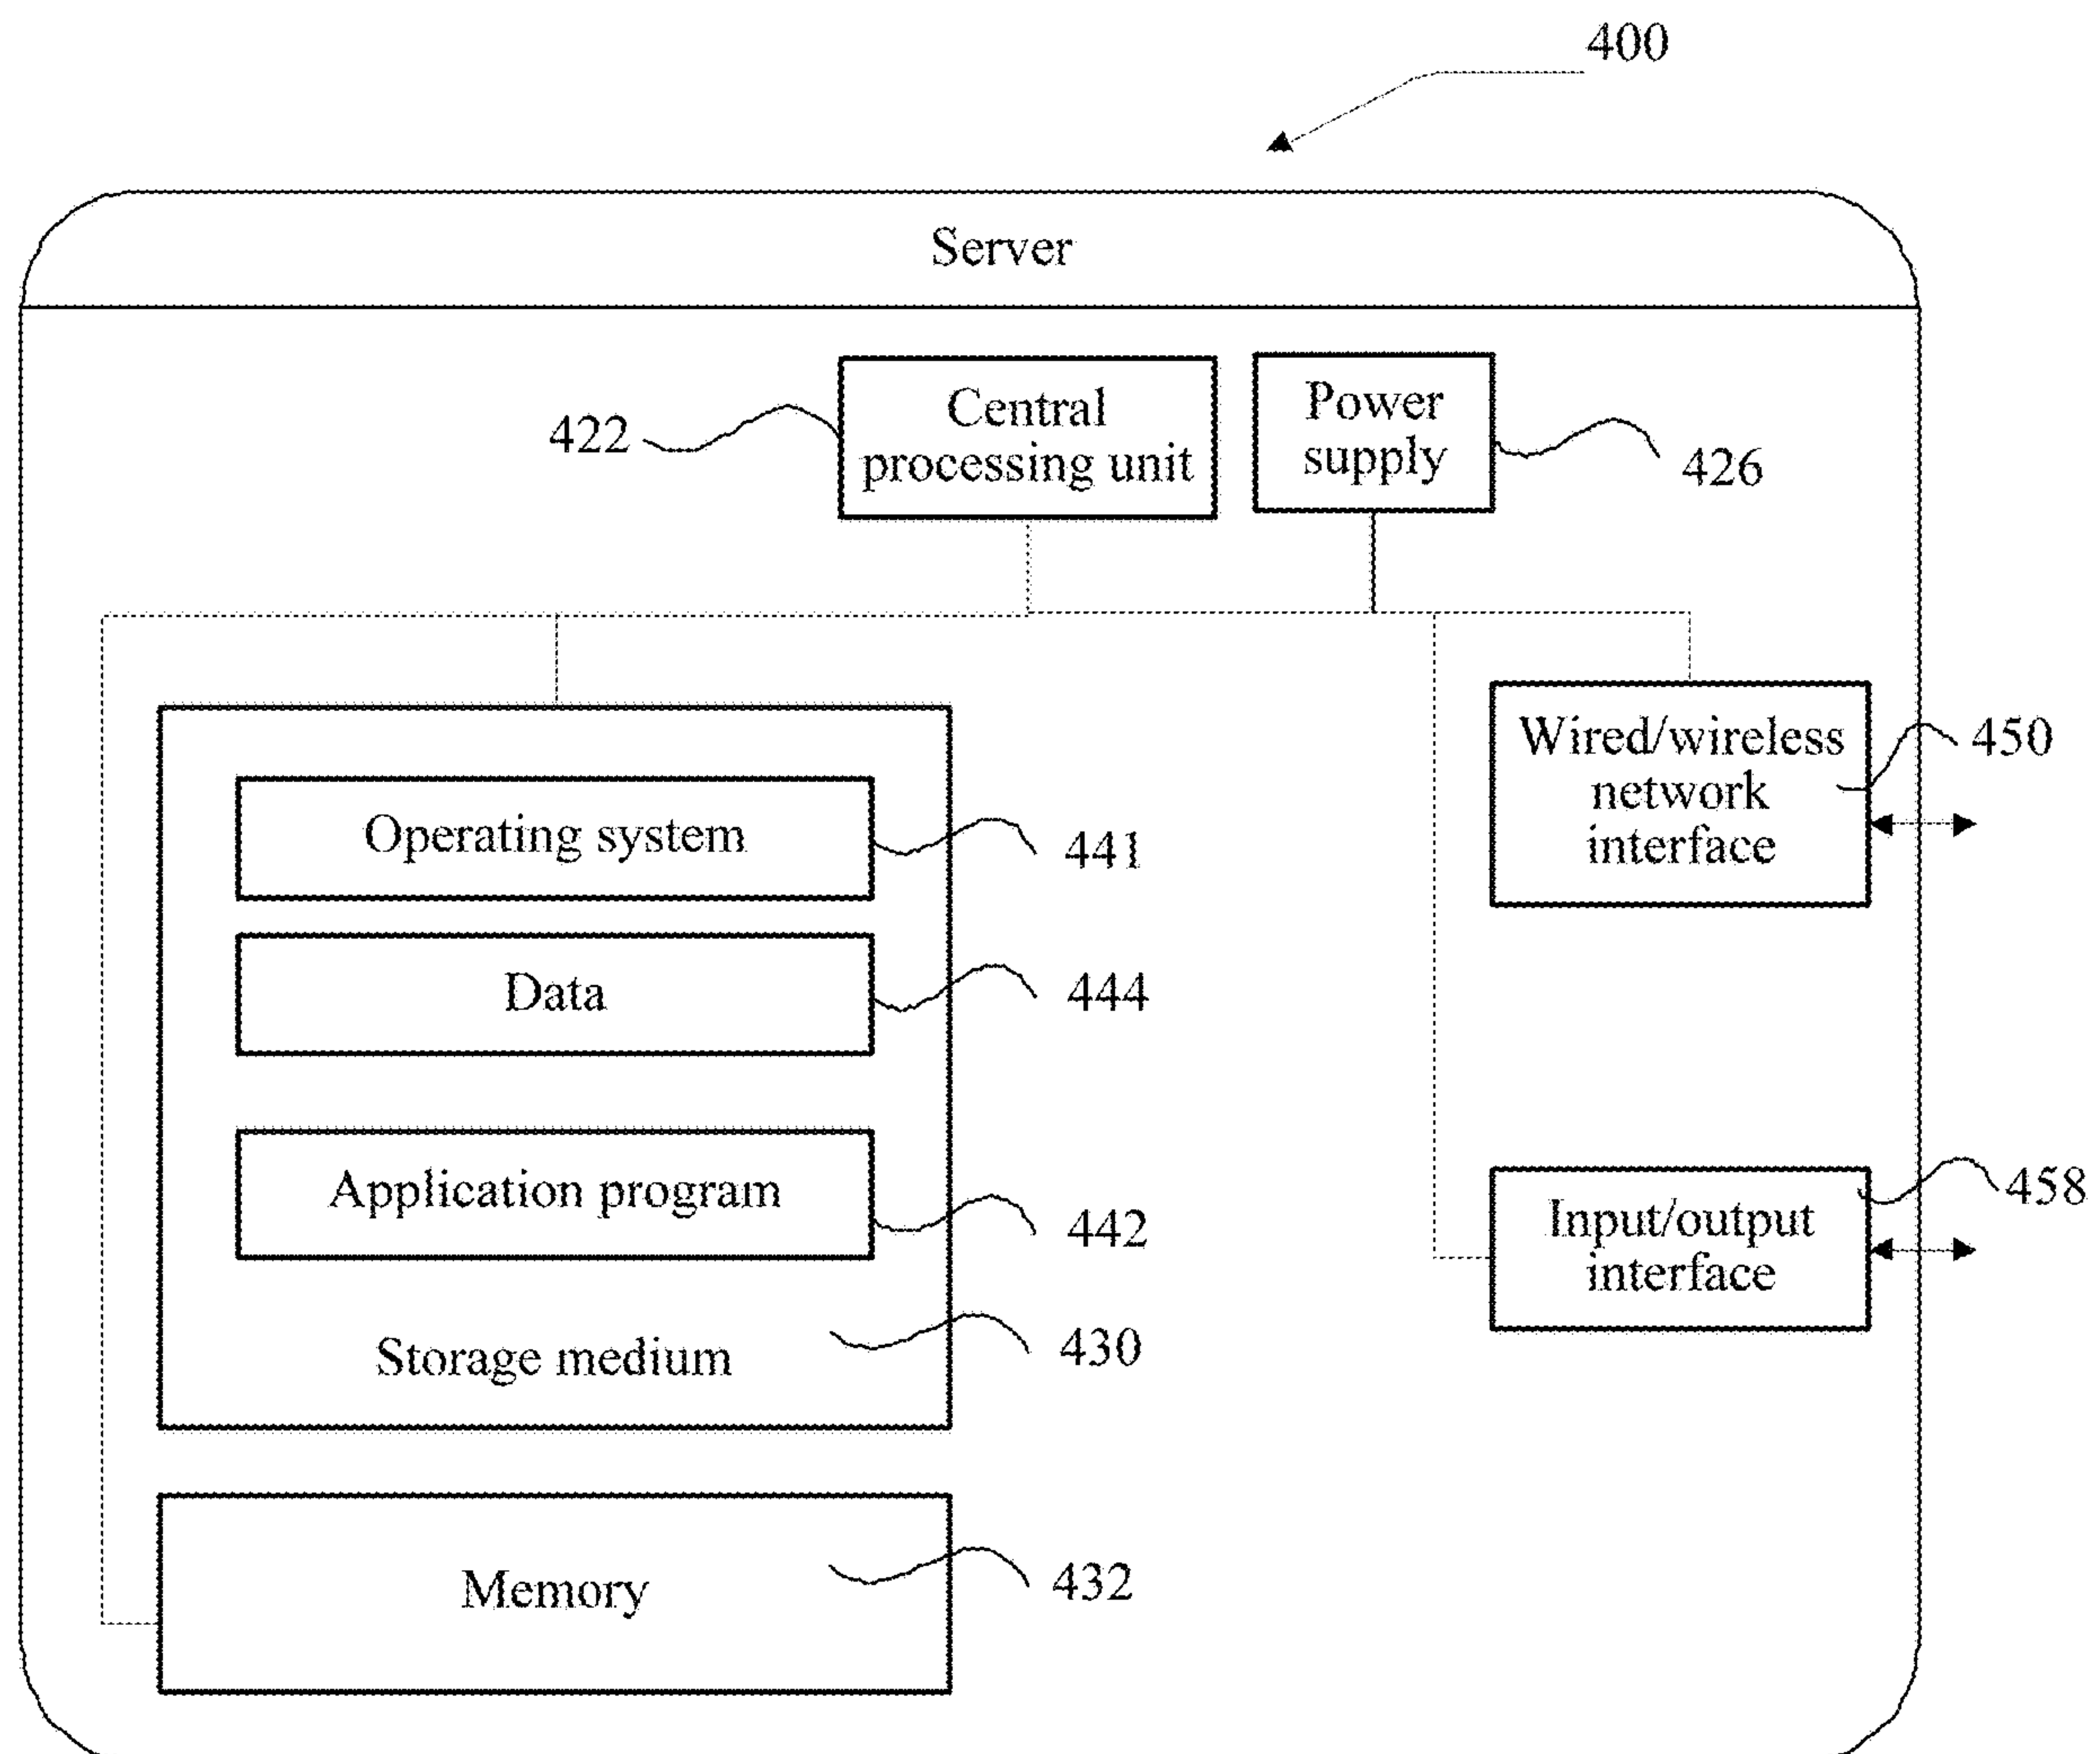 400
Server
422
Central
processing unit
Power
supply
426
Operating system
441
Data
444
Application program
442
Storage medium
430
Memory
432
Wired/wireless
network
interface
450
Input/output
interface
458